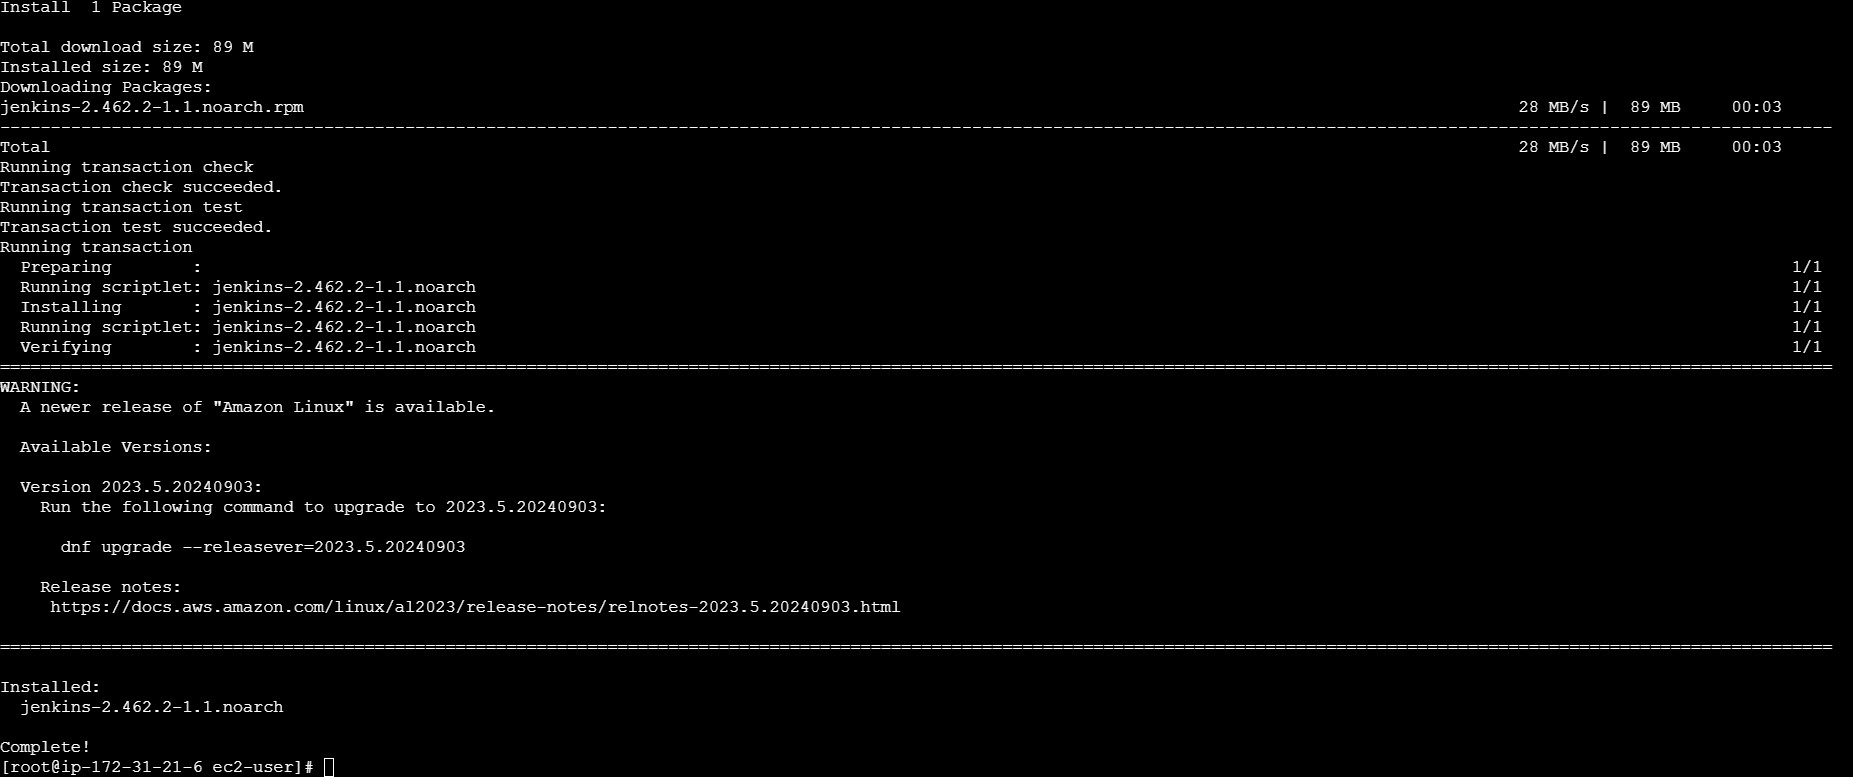 Install  1 Package
Total download size: 89 M
Installed size: 89 M
Downloading Packages:
jenkins-2.462.2-1.1.noarch.rpm 28 MB/s |  89 MB     00:03
--------------------------------------------------------------------------------
Total 28 MB/s |  89 MB     00:03
Running transaction check
Transaction check succeeded.
Running transaction test
Transaction test succeeded.
Running transaction
  Preparing        : 1/1
  Running scriptlet: jenkins-2.462.2-1.1.noarch 1/1
  Installing       : jenkins-2.462.2-1.1.noarch 1/1
  Running scriptlet: jenkins-2.462.2-1.1.noarch 1/1
  Verifying        : jenkins-2.462.2-1.1.noarch 1/1
================================================================================
WARNING:
  A newer release of "Amazon Linux" is available.
  Available Versions:
  Version 2023.5.20240903:
    Run the following command to upgrade to 2023.5.20240903:
      dnf upgrade --releasever=2023.5.20240903
    Release notes:
     https://docs.aws.amazon.com/linux/al2023/release-notes/relnotes-2023.5.20240903.html
================================================================================
Installed:
  jenkins-2.462.2-1.1.noarch
Complete!
[root@ip-172-31-21-6 ec2-user]#